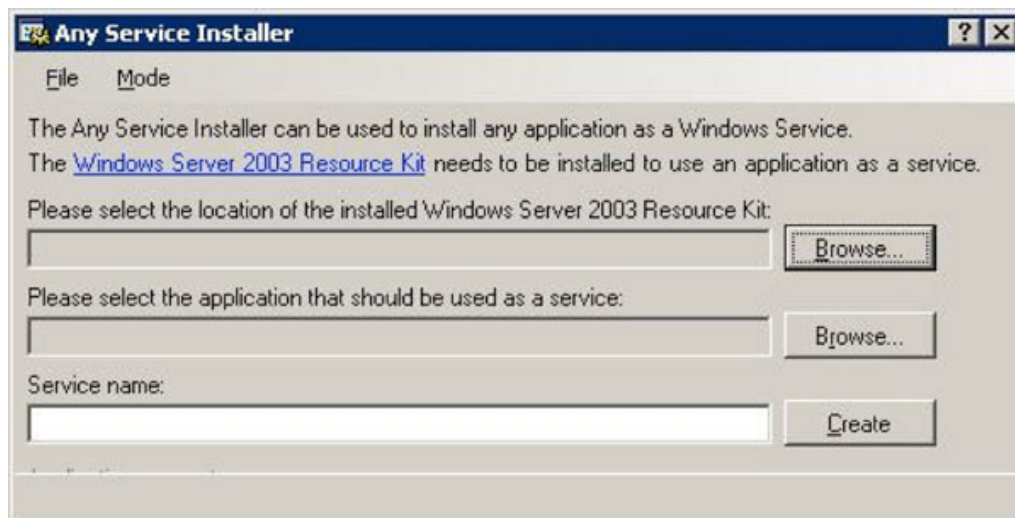 Any Service Installer
File Mode
The Any Service Installer can be used to install any application as a Windows Service.
The Windows Server 2003 Resource Kit needs to be installed to use an application as a service.
Please select the location of the installed Windows Server 2003 Resource Kit:
Browse...
Please select the application that should be used as a service:
Browse...
Service name:
Create